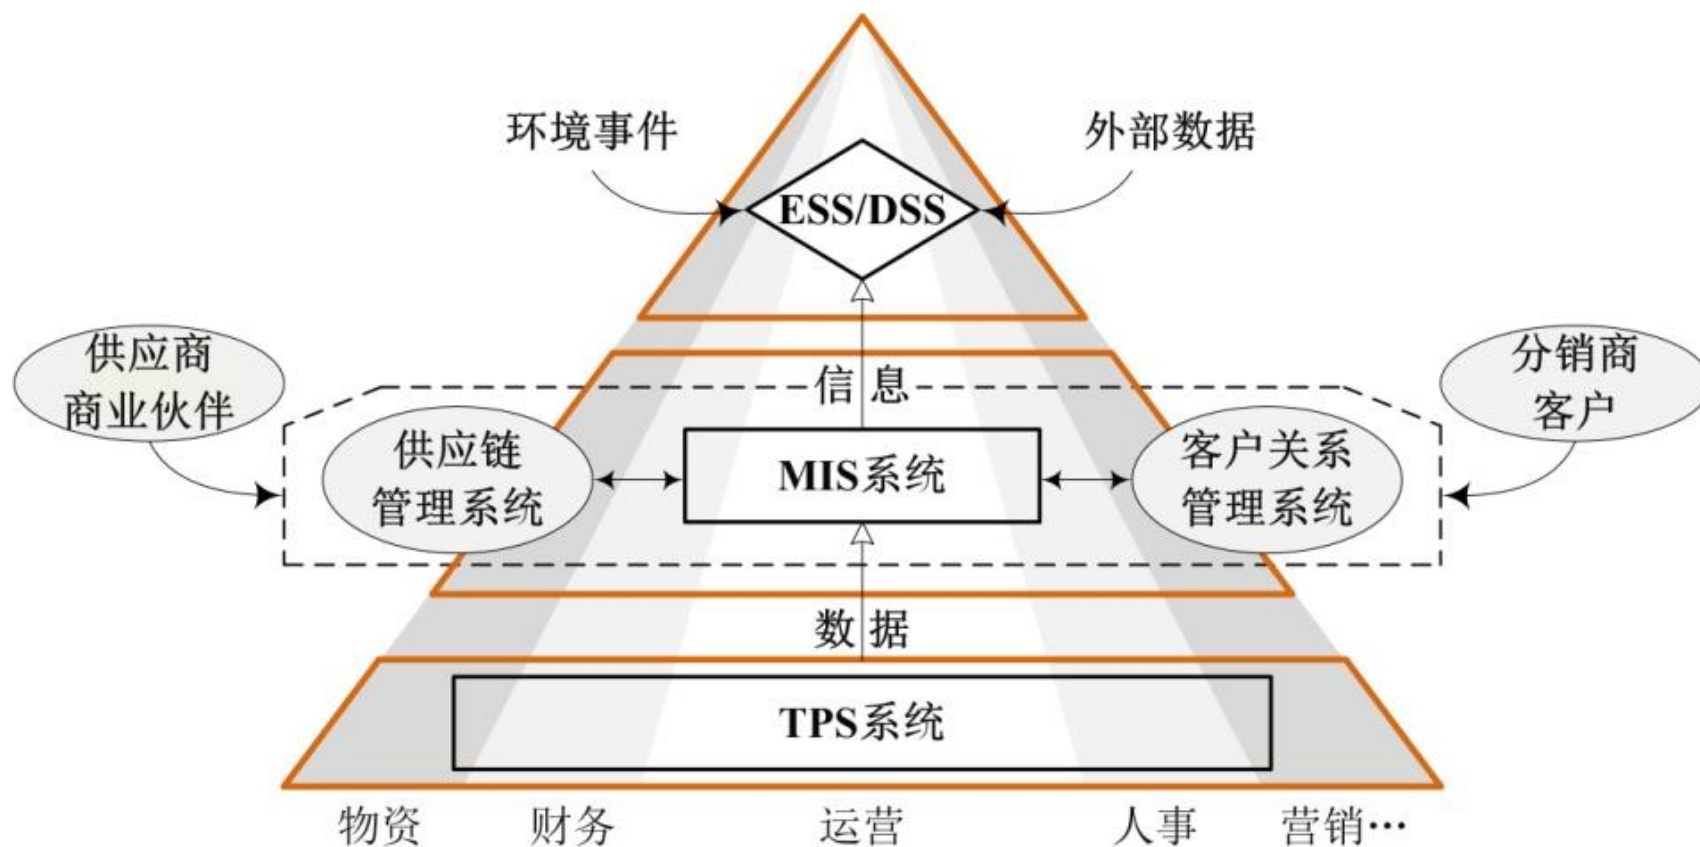 环境事件
外部数据
ESS/DSS
供应商
商业伙伴
分销商
客户
信息
供应链
管理系统
MIS系统
客户关系
管理系统
数据
TPS系统
物资
财务
运营
人事
营销…